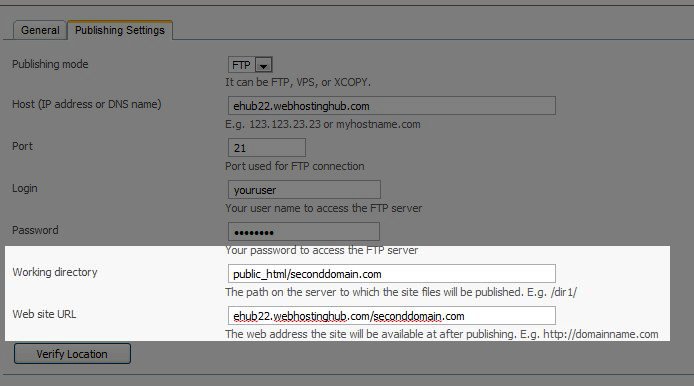 General Publishing Settings
Publishing mode FTP
It can be FTP, VPS, or XCOPY.
Host (IP address or DNS name) ehub22.webhostinghub.com
E.g. 123.123.23.23 or myhostname.com
Port 21
Port used for FTP connection
Login youruser
Your user name to access the FTP server
Password ••••••••
Your password to access the FTP server
Working directory public_html/seconddomain.com
The path on the server to which the site files will be published. E.g. /dir1/
Web site URL ehub22.webhostinghub.com/seconddomain.com
The web address the site will be available at after publishing. E.g. http://domainname.com
Verify Location